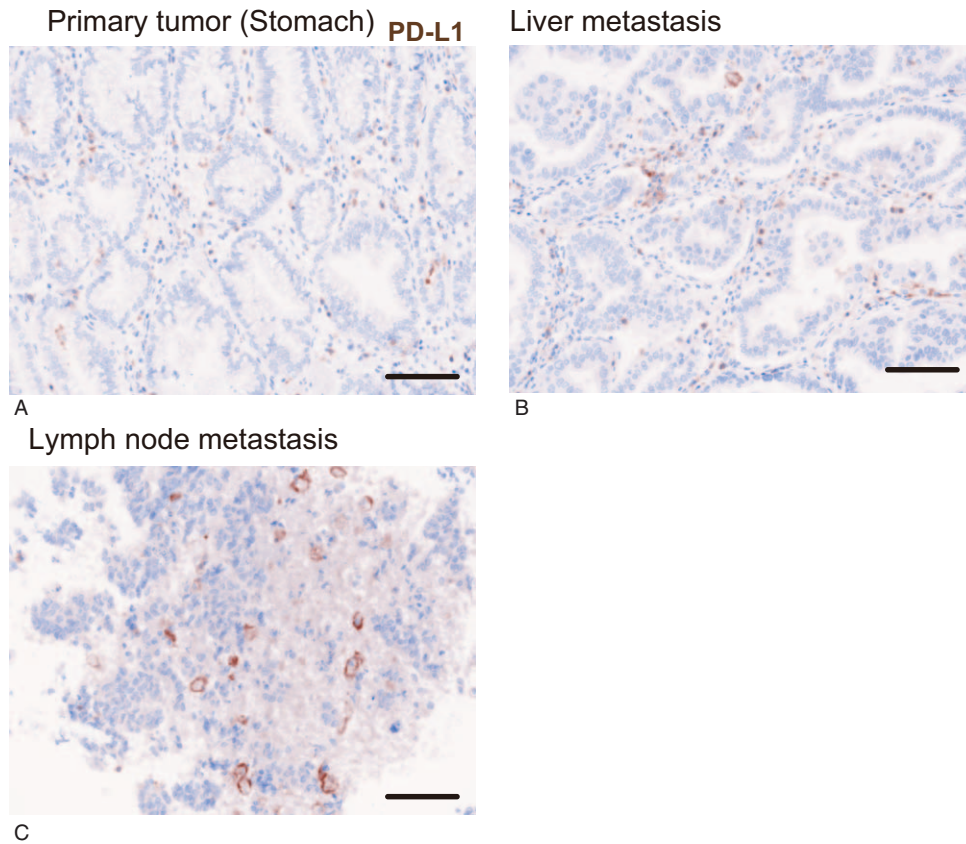 Primary tumor (Stomach) PD-L1
Liver metastasis
A
B
Lymph node metastasis
C